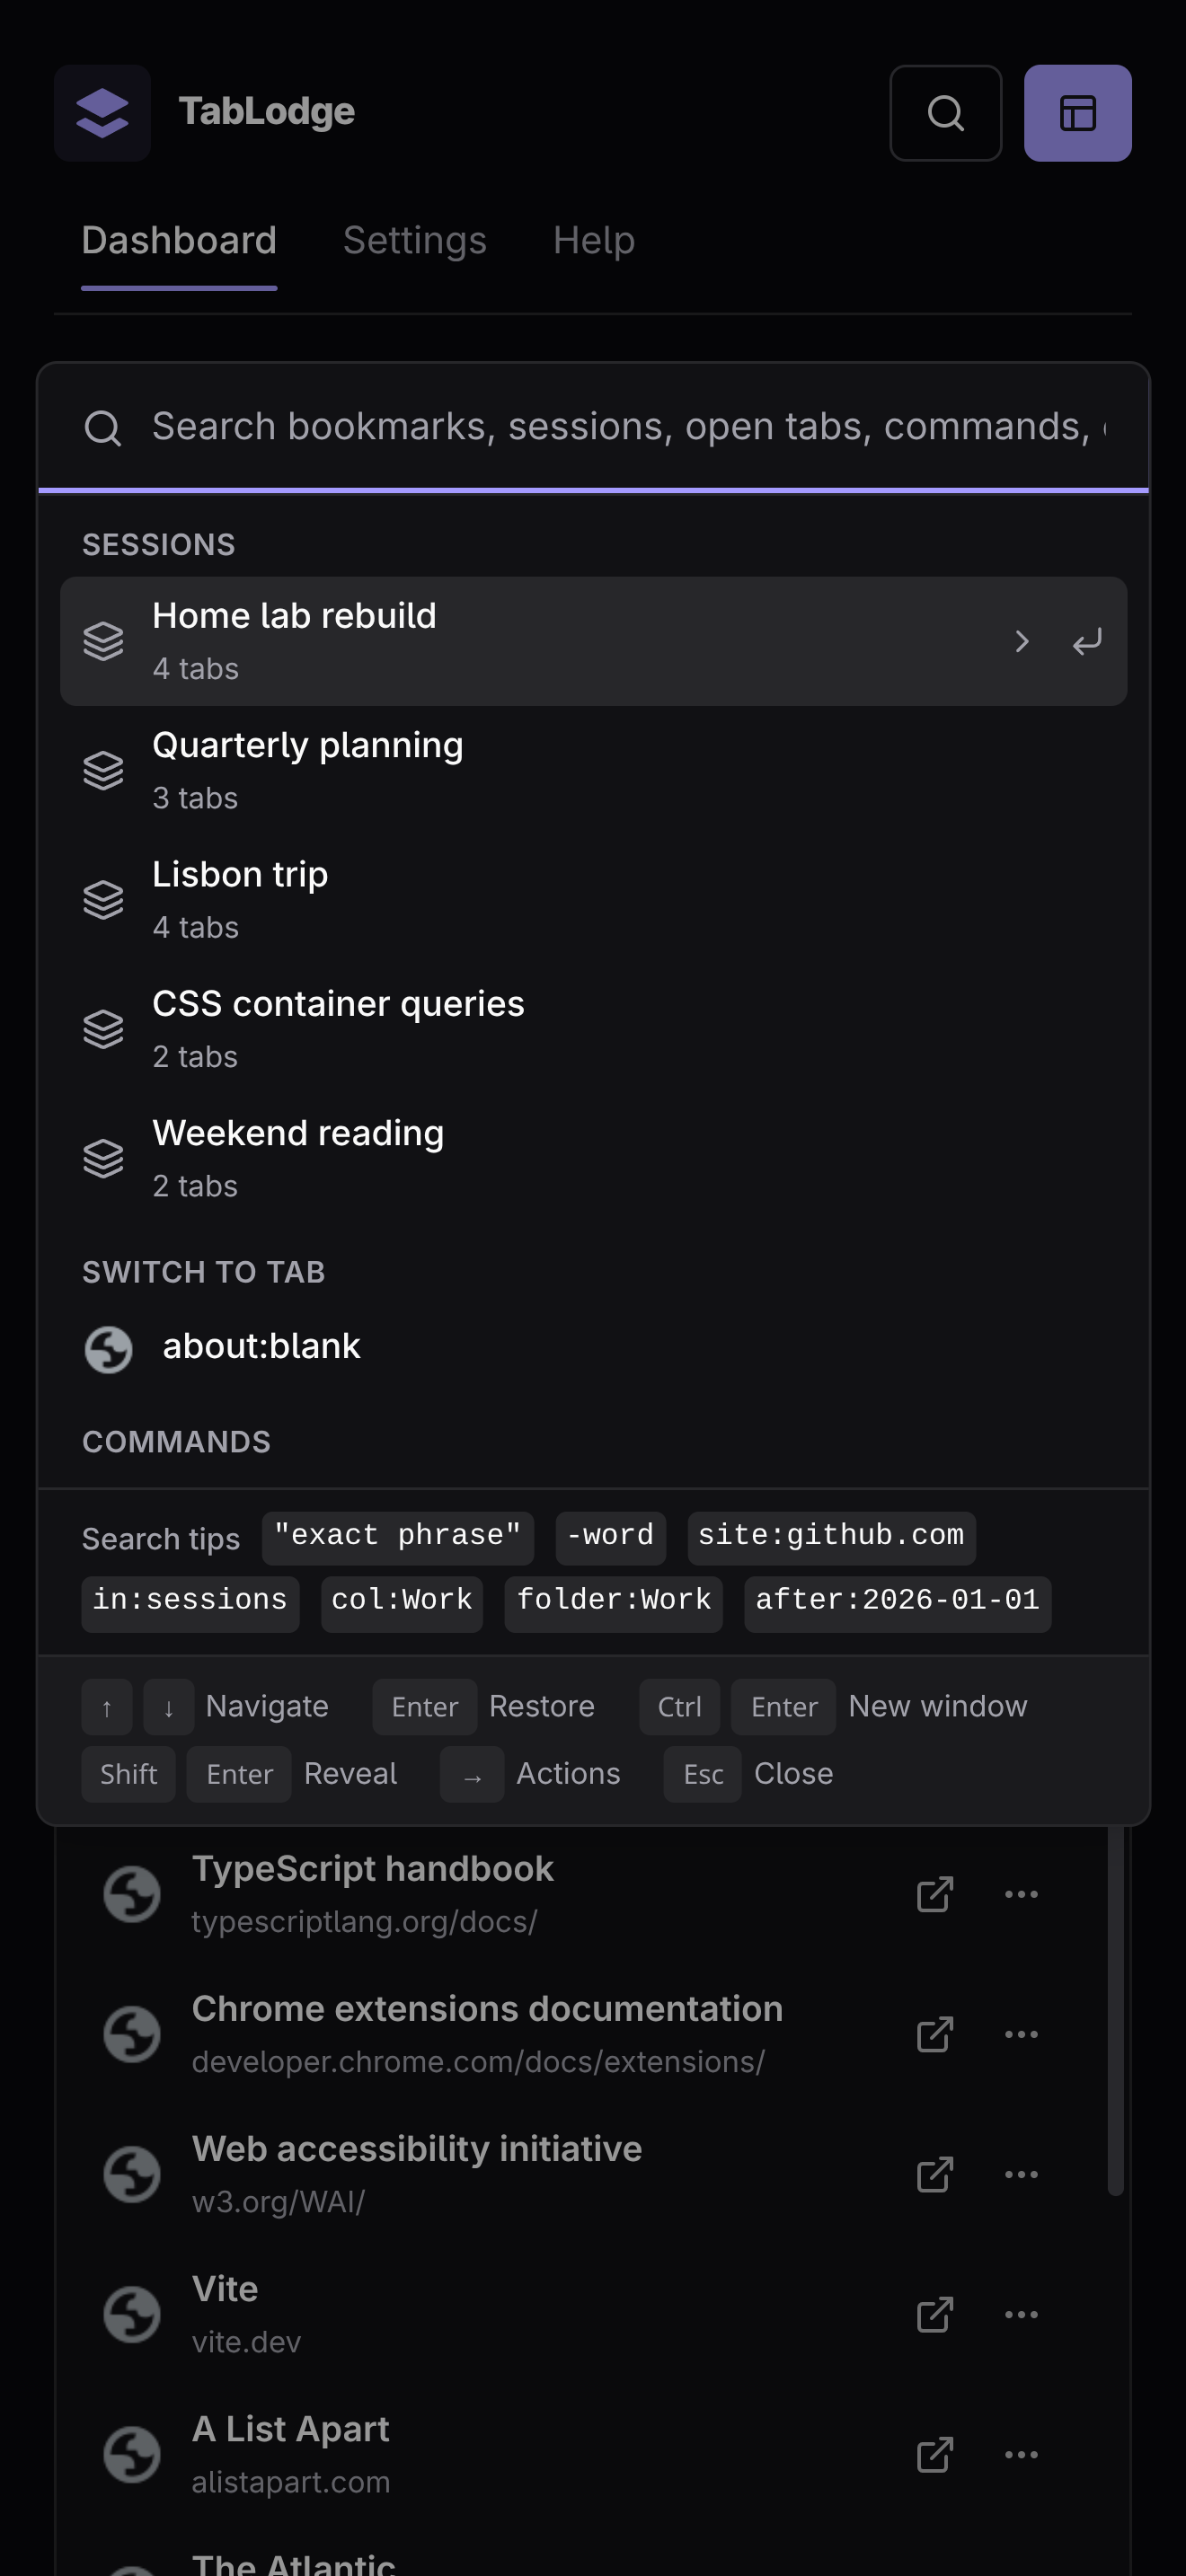 TabLodge
Dashboard Settings Help
Search bookmarks, sessions, open tabs, commands,
SESSIONS
Home lab rebuild
4 tabs
Quarterly planning
3 tabs
Lisbon trip
4 tabs
CSS container queries
2 tabs
Weekend reading
2 tabs
SWITCH TO TAB
about:blank
COMMANDS
Search tips "exact phrase" -word site:github.com
in:sessions col:Work folder:Work after:2026-01-01
↑ ↓ Navigate Enter Restore Ctrl Enter New window
Shift Enter Reveal → Actions Esc Close
TypeScript handbook
typescriptlang.org/docs/
Chrome extensions documentation
developer.chrome.com/docs/extensions/
Web accessibility initiative
w3.org/WAI/
Vite
vite.dev
A List Apart
alistapart.com
The Atlantic